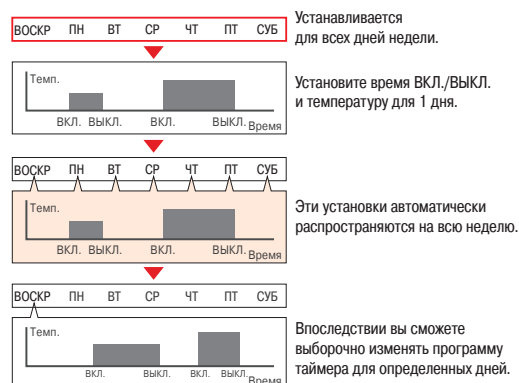 ВОСКР ПН ВТ СР ЧТ ПТ СУБ
Устанавливается
для всех дней недели.
Темп.
ВКЛ. ВЫКЛ. ВКЛ. ВЫКЛ. Время
Установите время ВКЛ./ВЫКЛ.
и температуру для 1 дня.
ВОСКР ПН ВТ СР ЧТ ПТ СУБ
Темп.
ВКЛ. ВЫКЛ. ВКЛ. ВЫКЛ. Время
Эти установки автоматически
распространяются на всю неделю.
ВОСКР ПН ВТ СР ЧТ ПТ СУБ
Темп.
ВКЛ. ВЫКЛ. ВКЛ. ВЫКЛ. Время
Впоследствии вы сможете
выборочно изменять программу
таймера для определенных дней.